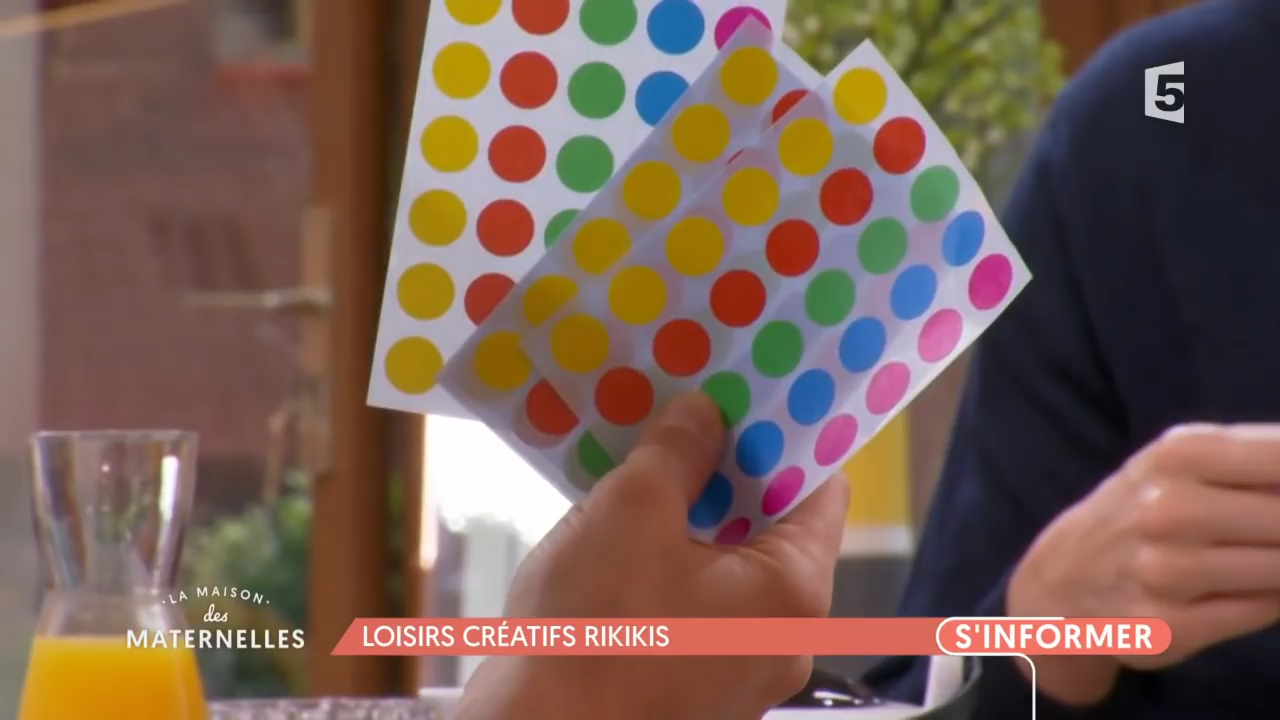 5
·LA MAISON·
des
MATERNELLES
LOISIRS CRÉATIFS RIKIKIS
S'INFORMER